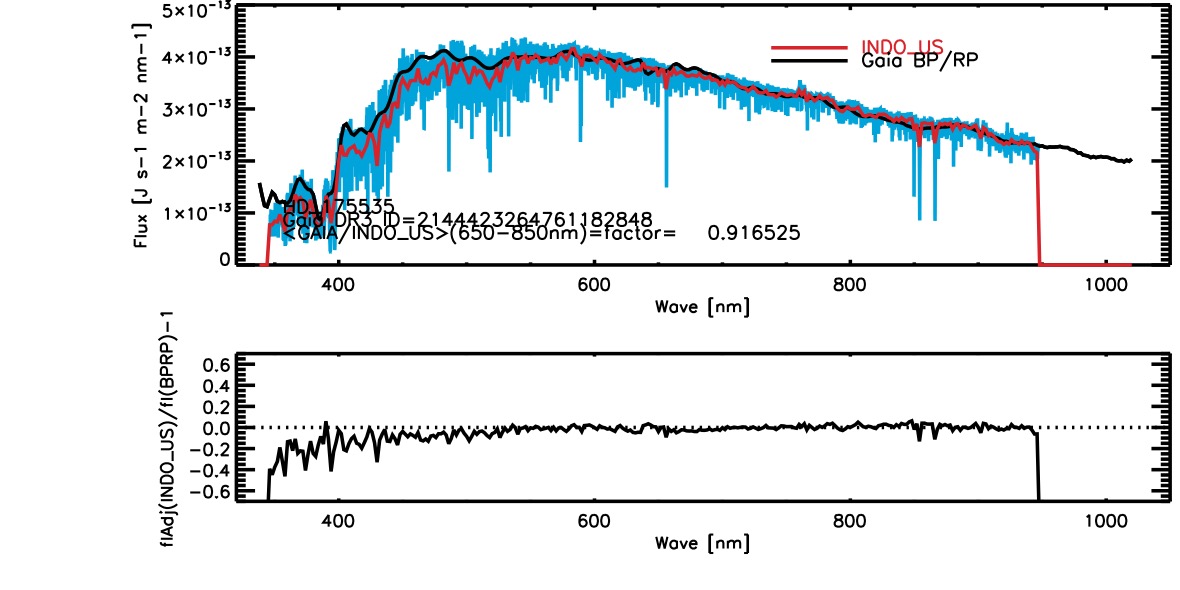 5×10−13
4×10−13
3×10−13
2×10−13
1×10−13
0
Flux [J s−1 m−2 nm−1]
INDO_US
Gaia BP/RP
HD_175535
Gaia DR3 ID=2144423264761182848
<GAIA/INDO_US>(650−850nm)=factor= 0.916525
400 600 800 1000
Wave [nm]
flAdj(INDO_US)/fl(BPRP)−1
0.6
0.4
0.2
0.0
−0.2
−0.4
−0.6
400 600 800 1000
Wave [nm]